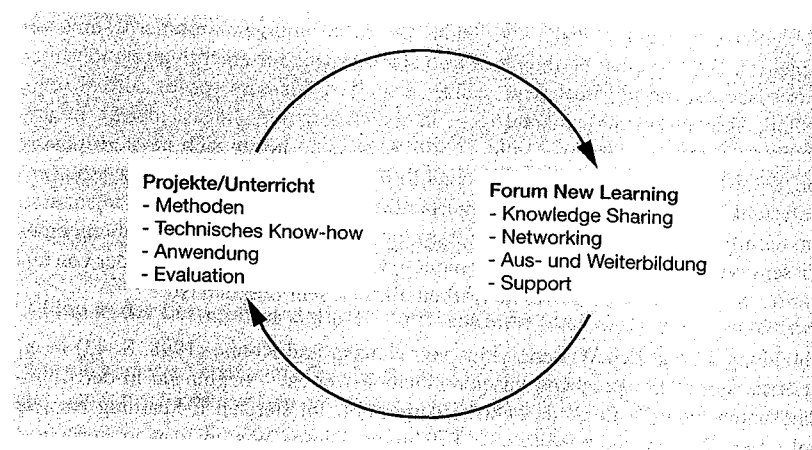 Projekte/Unterricht
- Methoden
- Technisches Know-how
- Anwendung
- Evaluation
Forum New Learning
- Knowledge Sharing
- Networking
- Aus- und Weiterbildung
- Support